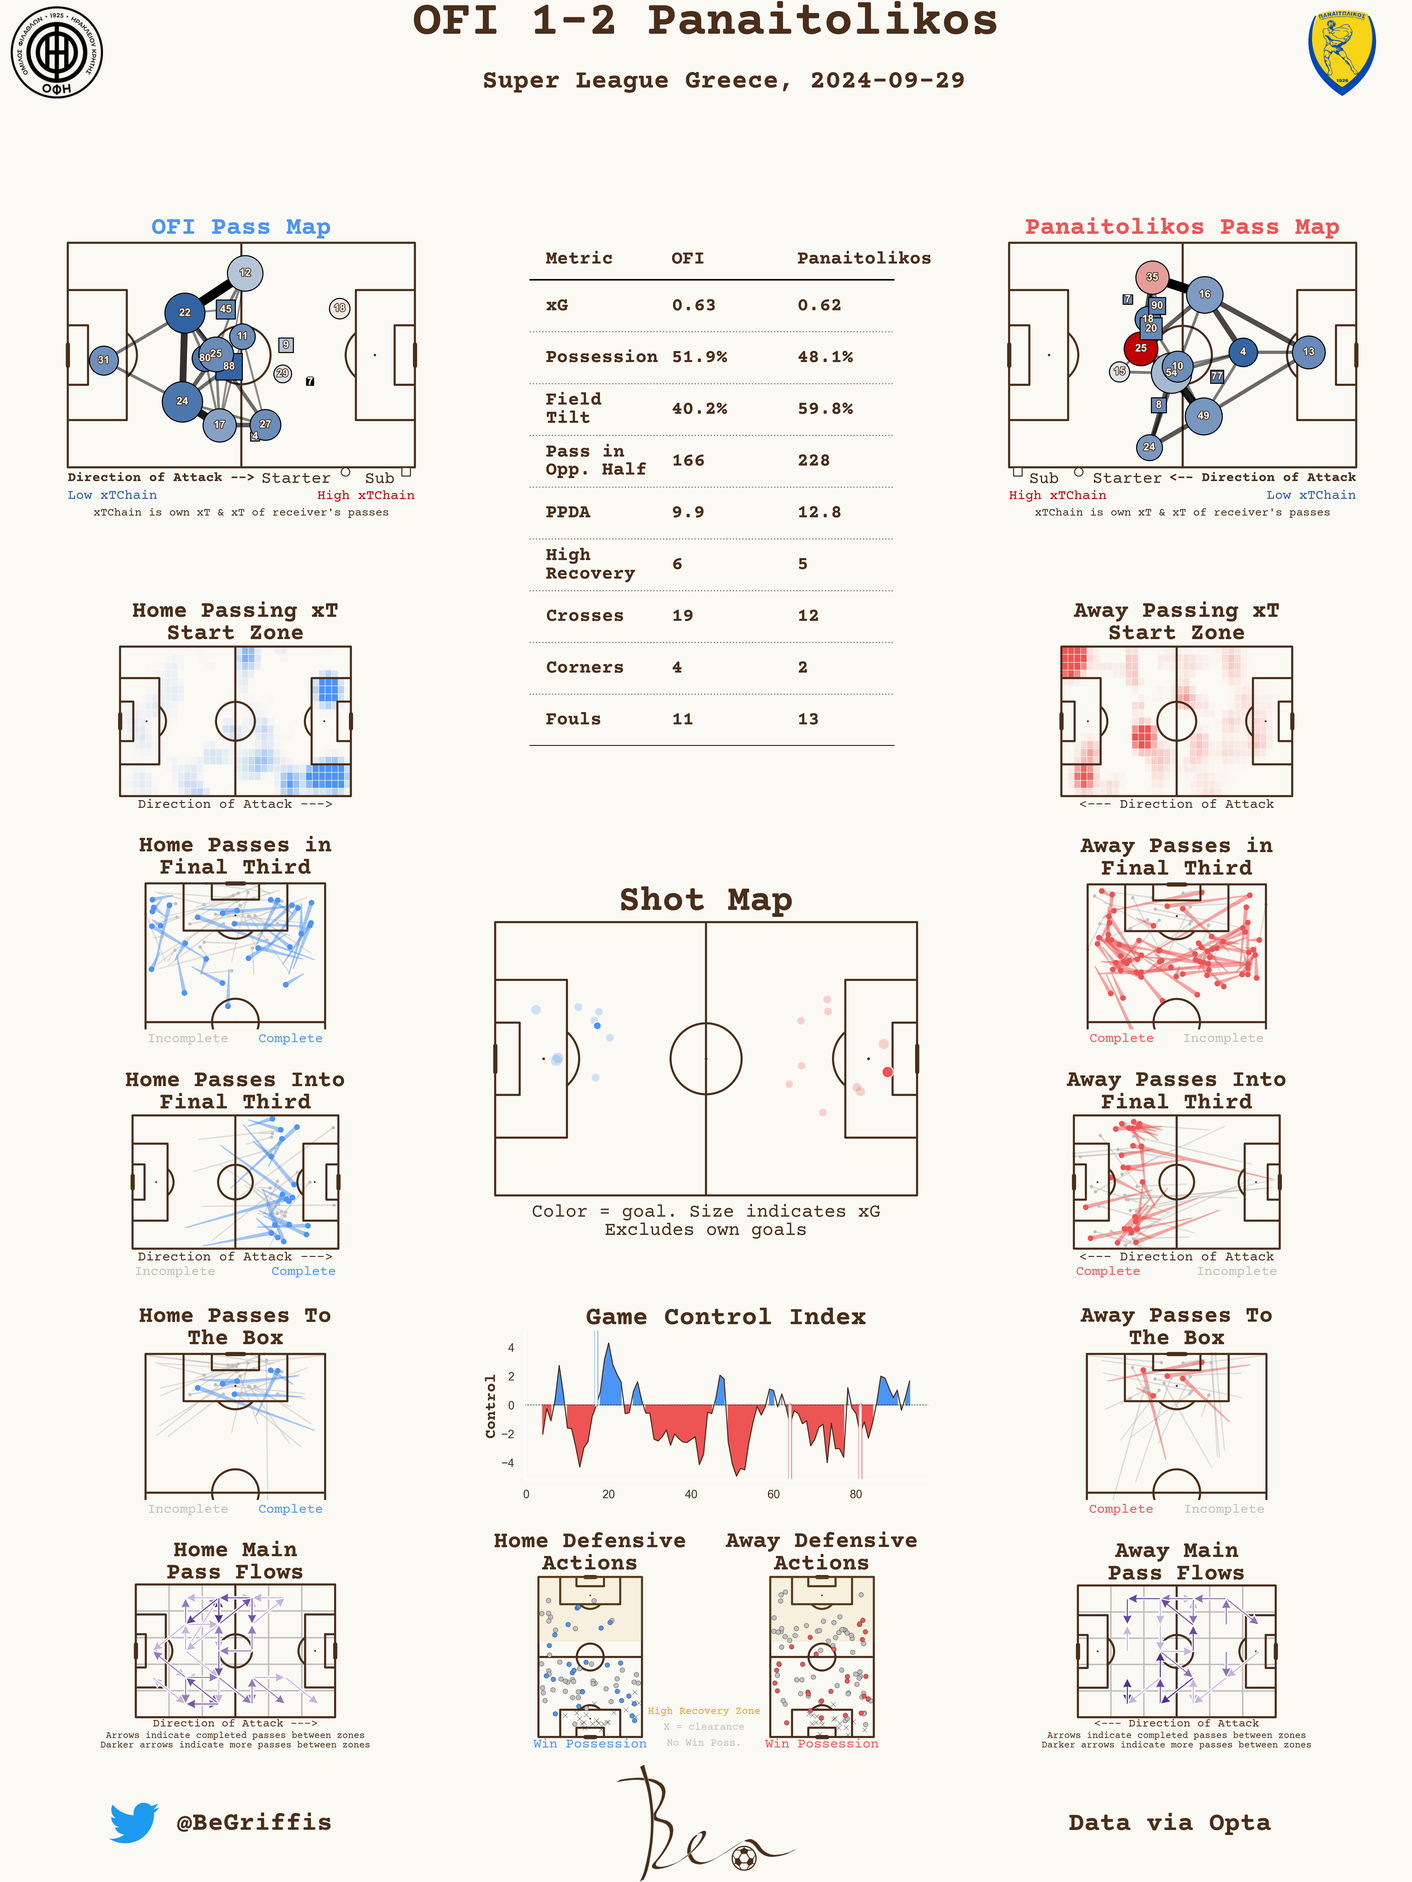 OFI 1-2 Panaitolikos
Super League Greece, 2024-09-29
ΟΜΙΛΟΣ ΦΙΛΑΘΛΩΝ • 1925 • ΗΡΑΚΛΕΙΟΥ ΚΡΗΤΗΣ
ΟΦΗ
ΠΑΝΑΙΤΩΛΙΚΟΣ
1926
OFI Pass Map
12
22
45
18
11
9
31
80
25
88
29
7
24
17
27
4
Direction of Attack --> Starter Sub
Low xTChain High xTChain
xTChain is own xT & xT of receiver's passes
Metric OFI Panaitolikos
xG 0.63 0.62
Possession 51.9% 48.1%
Field
Tilt 40.2% 59.8%
Pass in
Opp. Half 166 228
PPDA 9.9 12.8
High
Recovery 6 5
Crosses 19 12
Corners 4 2
Fouls 11 13
Panaitolikos Pass Map
35
7
90
16
18
20
25
4
13
15
54
10
77
8
49
24
Sub Starter <-- Direction of Attack
High xTChain Low xTChain
xTChain is own xT & xT of receiver's passes
Home Passing xT
Start Zone
Direction of Attack --->
Away Passing xT
Start Zone
<--- Direction of Attack
Home Passes in
Final Third
Incomplete Complete
Away Passes in
Final Third
Complete Incomplete
Shot Map
Color = goal. Size indicates xG
Excludes own goals
Home Passes Into
Final Third
Direction of Attack --->
Incomplete Complete
Away Passes Into
Final Third
<--- Direction of Attack
Complete Incomplete
Home Passes To
The Box
Incomplete Complete
Game Control Index
Control
4
2
0
−2
−4
0 20 40 60 80
Away Passes To
The Box
Complete Incomplete
Home Main
Pass Flows
Direction of Attack --->
Arrows indicate completed passes between zones
Darker arrows indicate more passes between zones
Home Defensive
Actions
Win Possession
High Recovery Zone
X = clearance
No Win Poss.
Away Defensive
Actions
Win Possession
Away Main
Pass Flows
<--- Direction of Attack
Arrows indicate completed passes between zones
Darker arrows indicate more passes between zones
@BeGriffis
Ben
Data via Opta